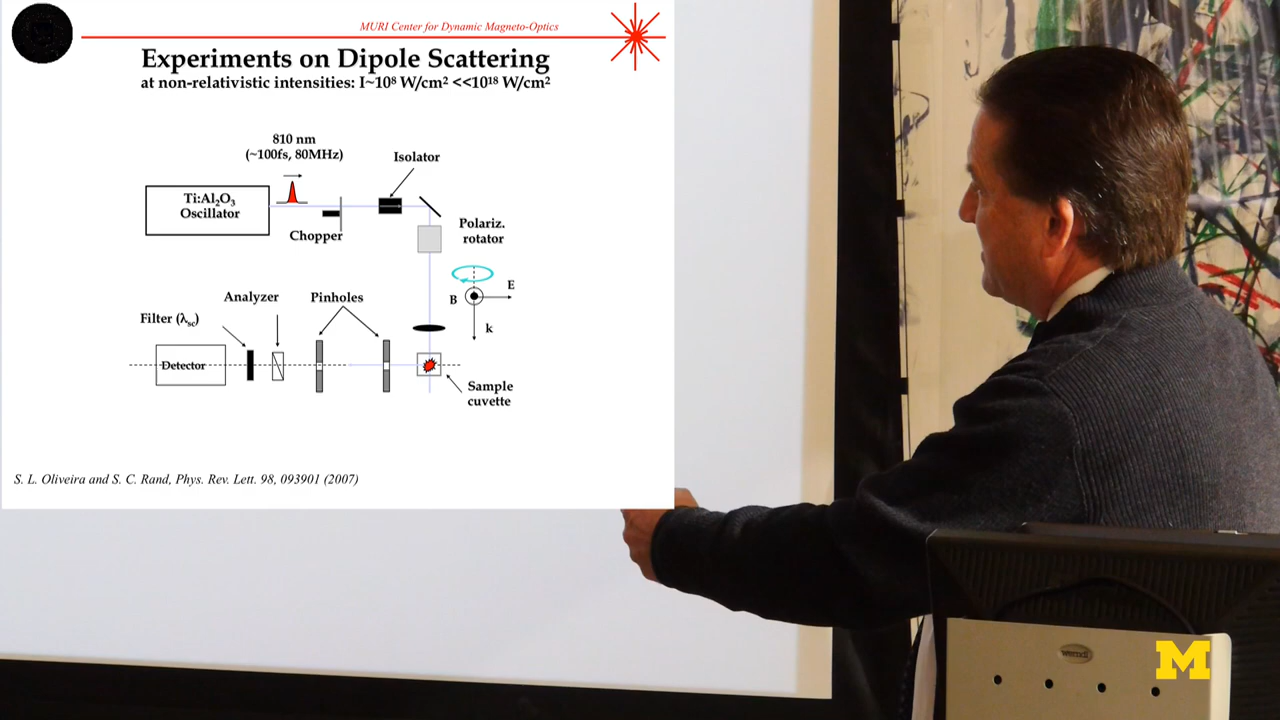 MURI Center for Dynamic Magneto-Optics
Experiments on Dipole Scattering
at non-relativistic intensities: I~10⁸ W/cm² <<10¹⁸ W/cm²
810 nm
(~100fs, 80MHz)
Isolator
Ti:Al₂O₃
Oscillator
Chopper
Polariz.
rotator
E
B
k
Analyzer
Pinholes
Filter (λsc)
Detector
Sample
cuvette
S. L. Oliveira and S. C. Rand, Phys. Rev. Lett. 98, 093901 (2007)
M